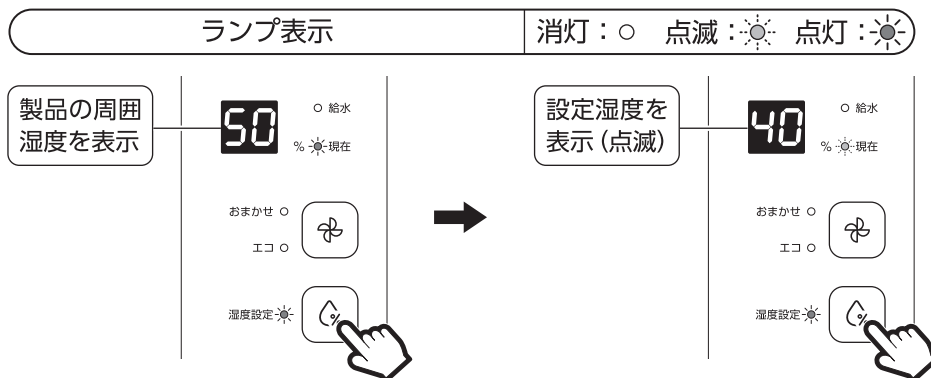 ランプ表示
消灯：○ 点滅： 点灯：
製品の周囲
湿度を表示
50
給水
% 現在
おまかせ
エコ
湿度設定
%
設定湿度を
表示(点滅)
40
給水
% 現在
おまかせ
エコ
湿度設定
%